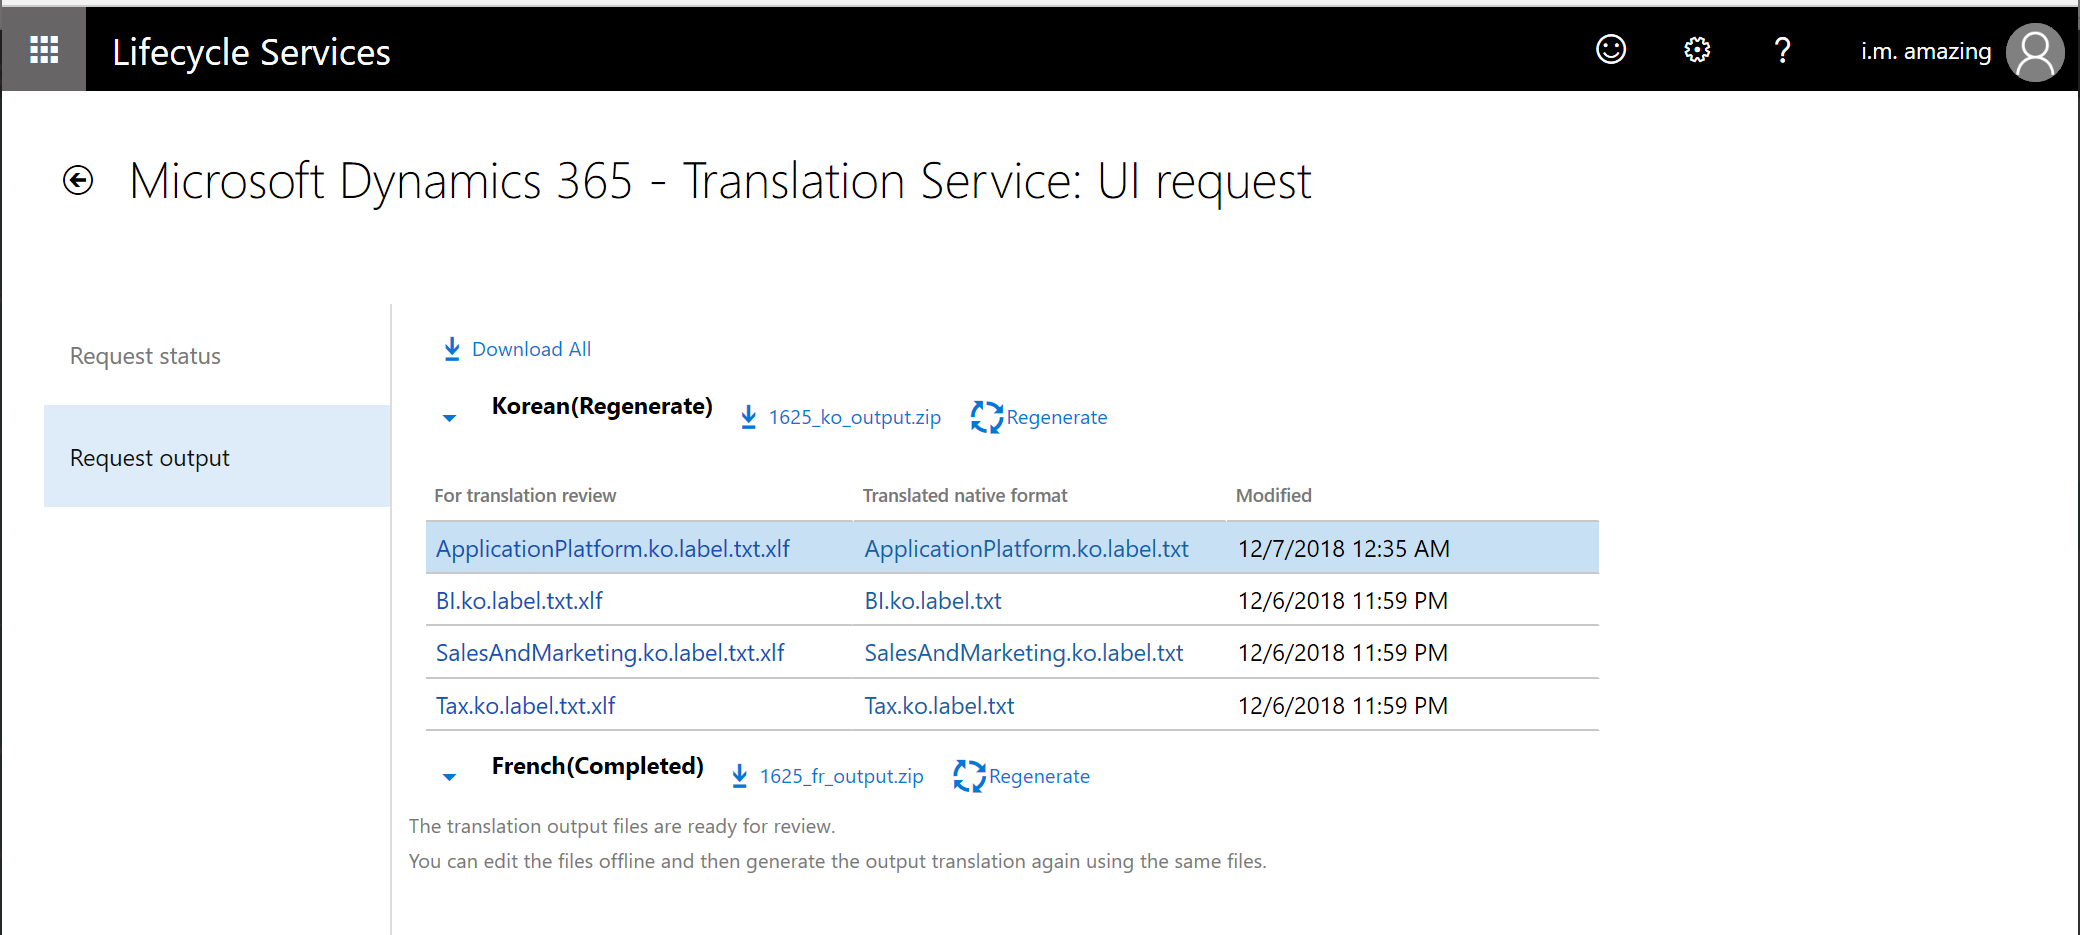 Lifecycle Services
? i.m. amazing
Microsoft Dynamics 365 - Translation Service: UI request
Request status
Request output
Download All
Korean(Regenerate) 1625_ko_output.zip Regenerate
For translation review Translated native format Modified
ApplicationPlatform.ko.label.txt.xlf ApplicationPlatform.ko.label.txt 12/7/2018 12:35 AM
BI.ko.label.txt.xlf BI.ko.label.txt 12/6/2018 11:59 PM
SalesAndMarketing.ko.label.txt.xlf SalesAndMarketing.ko.label.txt 12/6/2018 11:59 PM
Tax.ko.label.txt.xlf Tax.ko.label.txt 12/6/2018 11:59 PM
French(Completed) 1625_fr_output.zip Regenerate
The translation output files are ready for review.
You can edit the files offline and then generate the output translation again using the same files.